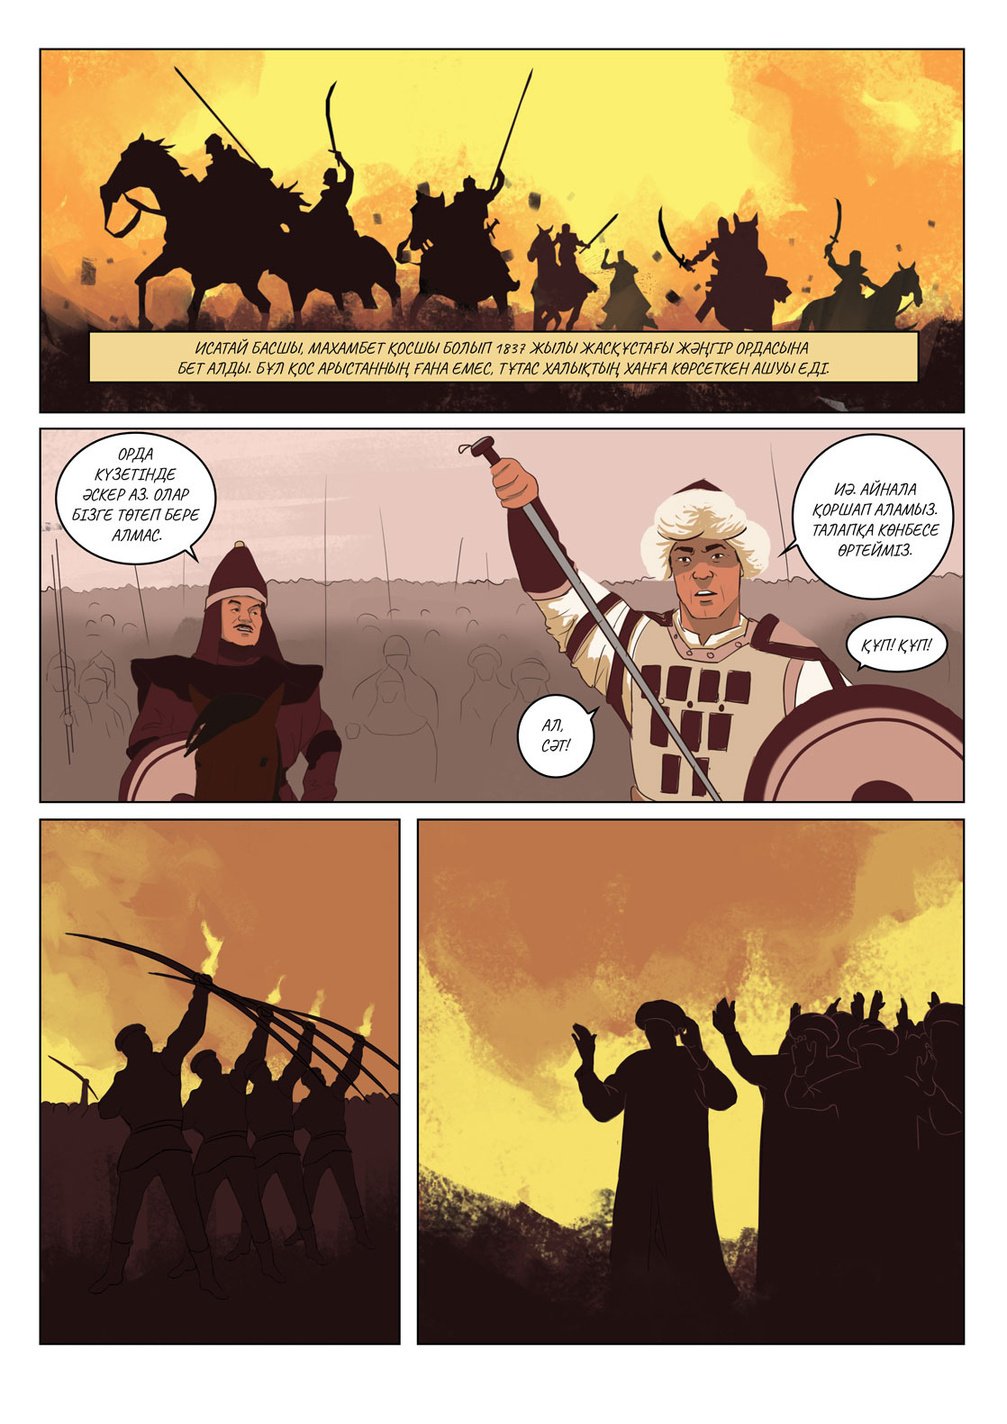 ИСАТАЙ БАСШЫ, МАХАМБЕТ ҚОСШЫ БОЛЫП 1837 ЖЫЛЫ ЖАСҚҰСТАҒЫ ЖӘҢГІР ОРДАСЫНА
БЕТ АЛДЫ. БҰЛ ҚОС АРЫСТАННЫҢ ҒАНА ЕМЕС, ТҰТАС ХАЛЫҚТЫҢ ХАНҒА КӨРСЕТКЕН АШУЫ ЕДІ.
ОРДА
КҮЗЕТІНДЕ
ӘСКЕР АЗ. ОЛАР
БІЗГЕ ТӨТЕП БЕРЕ
АЛМАС.
ИӘ. АЙНАЛА
ҚОРШАП АЛАМЫЗ.
ТАЛАПҚА КӨНБЕСЕ
ӨРТЕЙМІЗ.
ҚҰП! ҚҰП!
АЛ,
СӘТ!